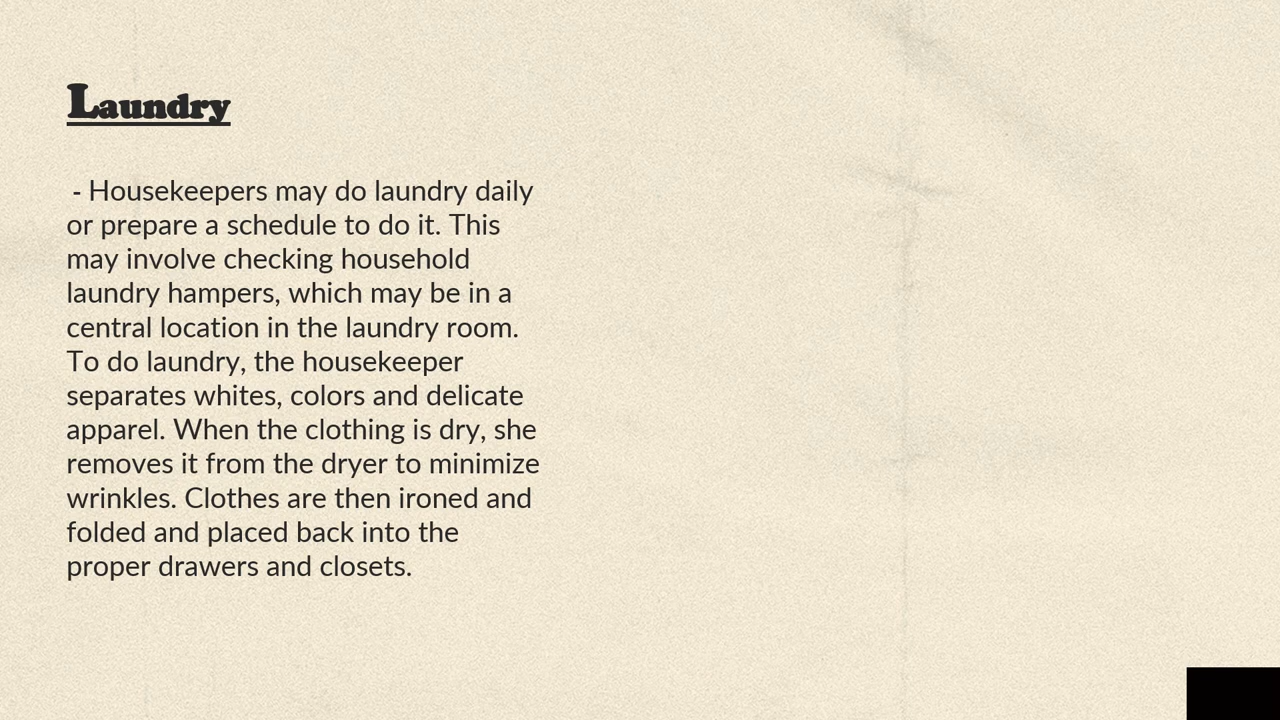 Laundry
- Housekeepers may do laundry daily
or prepare a schedule to do it. This
may involve checking household
laundry hampers, which may be in a
central location in the laundry room.
To do laundry, the housekeeper
separates whites, colors and delicate
apparel. When the clothing is dry, she
removes it from the dryer to minimize
wrinkles. Clothes are then ironed and
folded and placed back into the
proper drawers and closets.